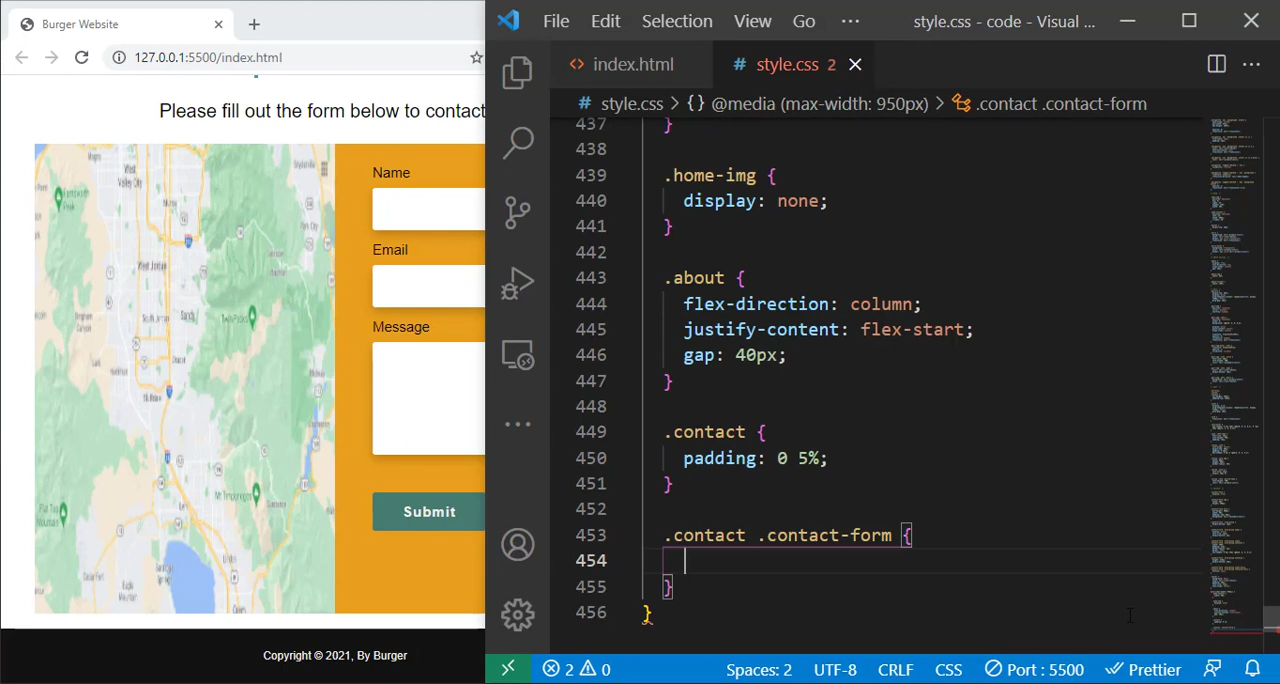 Burger Website
127.0.0.1:5500/index.html
Please fill out the form below to contact
Name
Email
Message
Submit
Copyright © 2021, By Burger
File Edit Selection View Go ··· style.css - code - Visual ...
index.html
# style.css 2
# style.css > {} @media (max-width: 950px) > .contact .contact-form
437 }
438
439 .home-img {
440 display: none;
441 }
442
443 .about {
444 flex-direction: column;
445 justify-content: flex-start;
446 gap: 40px;
447 }
448
449 .contact {
450 padding: 0 5%;
451 }
452
453 .contact .contact-form {
454
455 }
456 }
2 0 Spaces: 2 UTF-8 CRLF CSS Port : 5500 Prettier